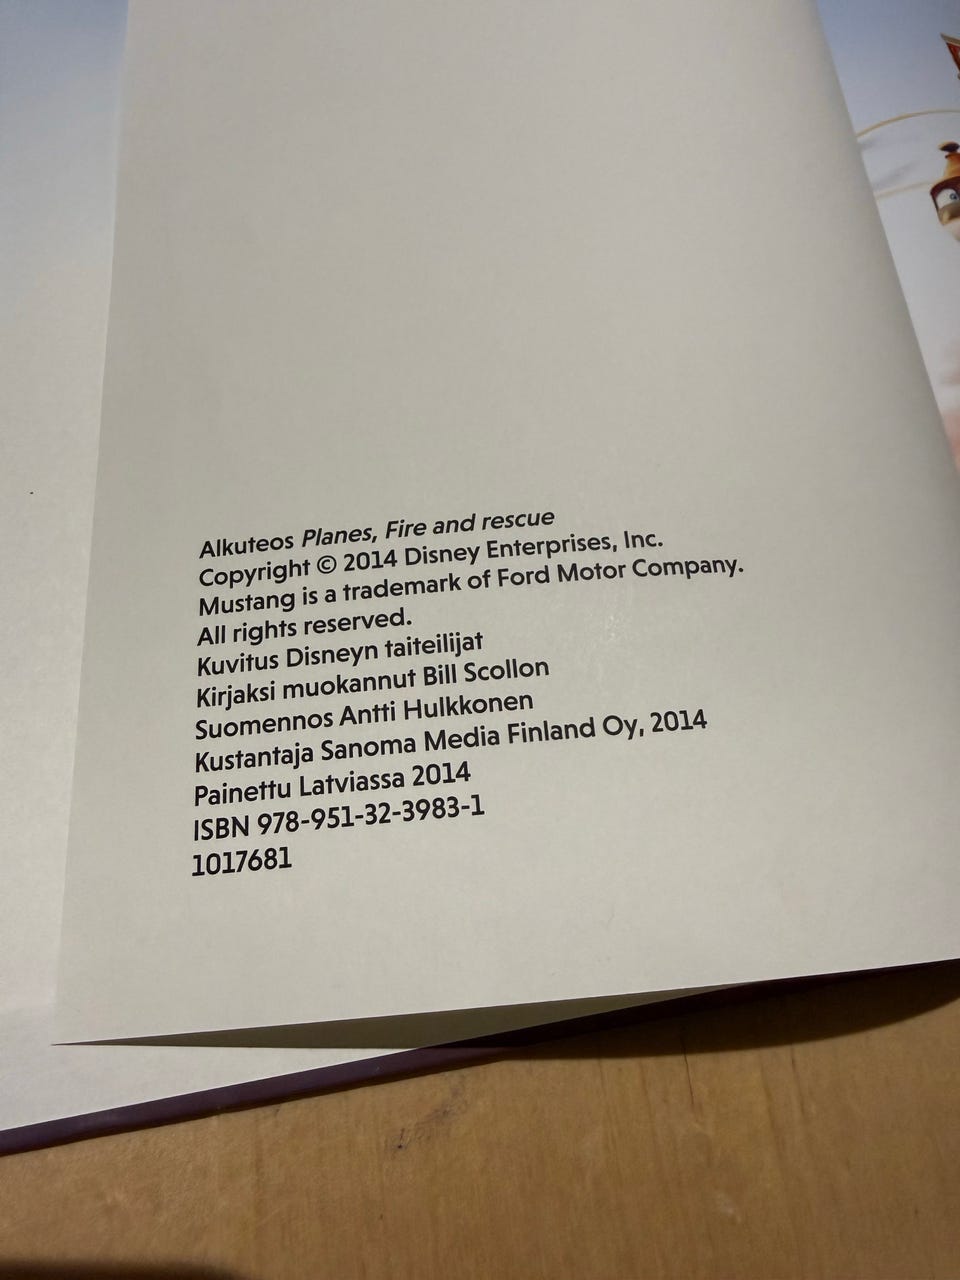 Alkuteos Planes, Fire and rescue
Copyright © 2014 Disney Enterprises, Inc.
Mustang is a trademark of Ford Motor Company.
All rights reserved.
Kuvitus Disneyn taiteilijat
Kirjaksi muokannut Bill Scollon
Suomennos Antti Hulkkonen
Kustantaja Sanoma Media Finland Oy, 2014
Painettu Latviassa 2014
ISBN 978-951-32-3983-1
1017681